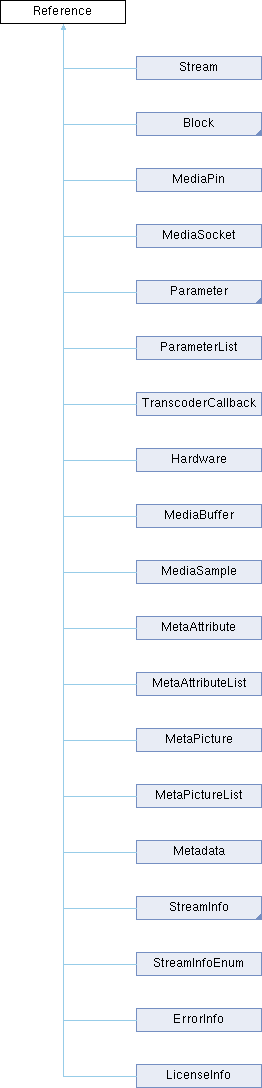 Reference
Stream
Block
MediaPin
MediaSocket
Parameter
ParameterList
TranscoderCallback
Hardware
MediaBuffer
MediaSample
MetaAttribute
MetaAttributeList
MetaPicture
MetaPictureList
Metadata
StreamInfo
StreamInfoEnum
ErrorInfo
LicenseInfo